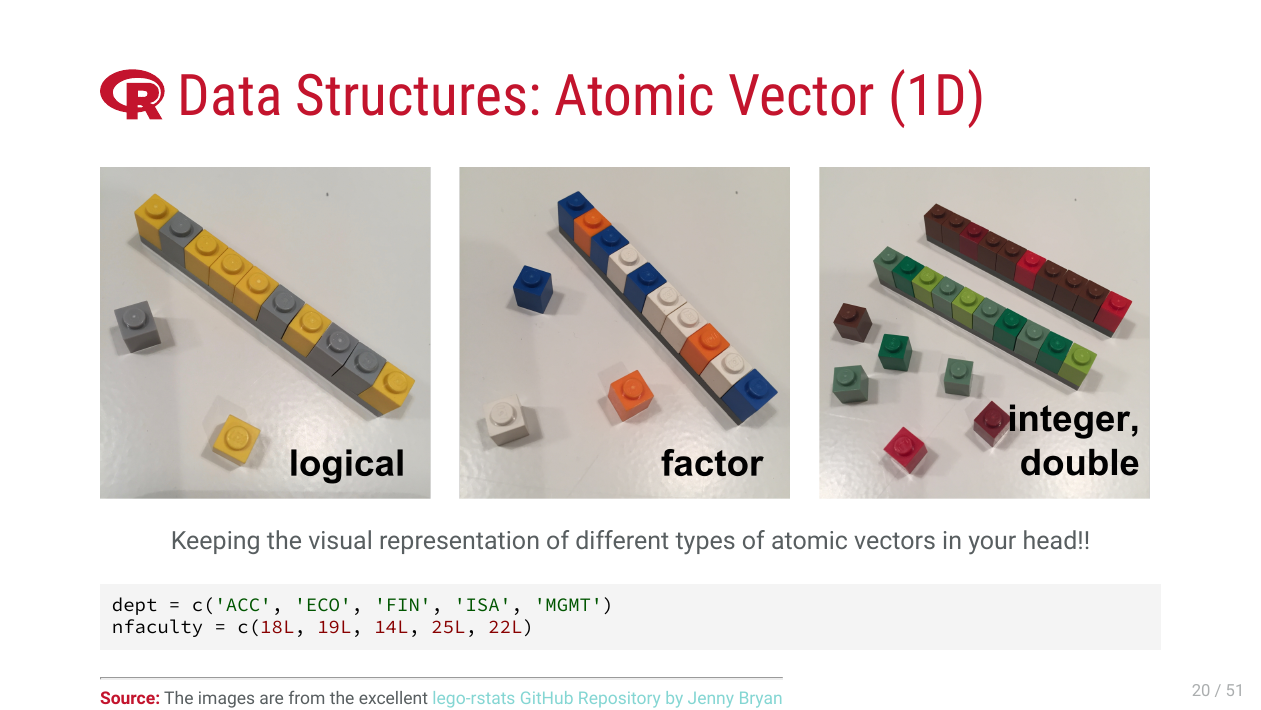 R Data Structures: Atomic Vector (1D)
logical
factor
integer,
double
Keeping the visual representation of different types of atomic vectors in your head!!
dept = c('ACC', 'ECO', 'FIN', 'ISA', 'MGMT')
nfaculty = c(18L, 19L, 14L, 25L, 22L)
Source: The images are from the excellent lego-rstats GitHub Repository by Jenny Bryan
20 / 51